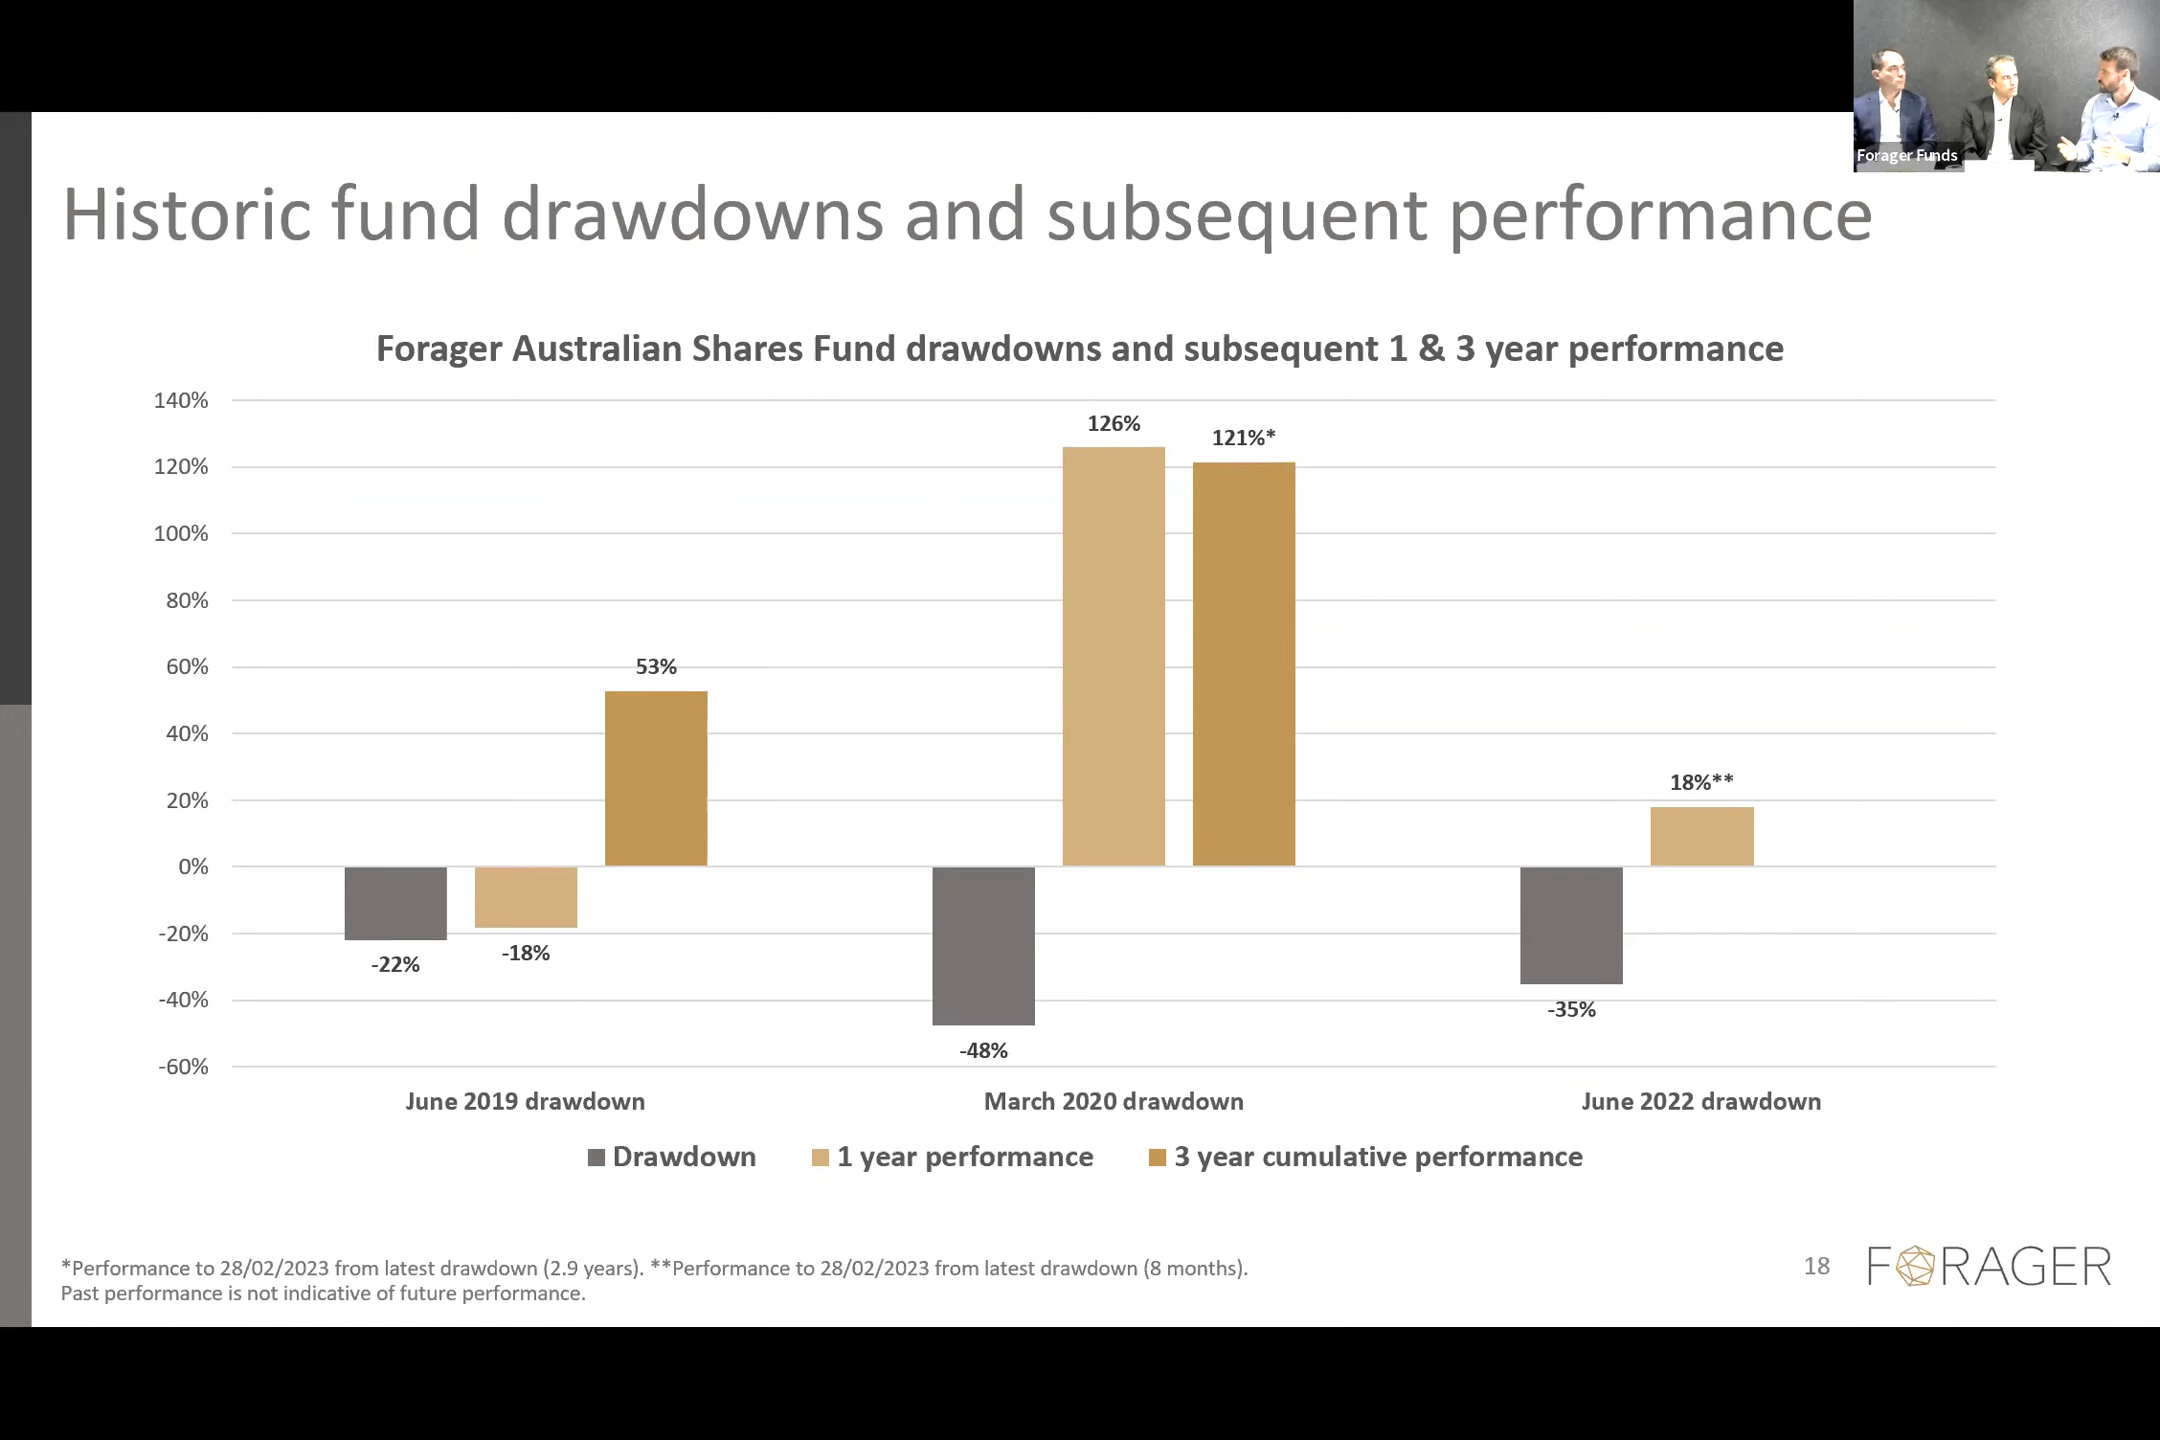 Forager Funds
Historic fund drawdowns and subsequent performance
Forager Australian Shares Fund drawdowns and subsequent 1 & 3 year performance
140%
120%
100%
80%
60%
40%
20%
0%
-20%
-40%
-60%
-22%
-18%
53%
-48%
126%
121%*
-35%
18%**
June 2019 drawdown
March 2020 drawdown
June 2022 drawdown
Drawdown
1 year performance
3 year cumulative performance
*Performance to 28/02/2023 from latest drawdown (2.9 years). **Performance to 28/02/2023 from latest drawdown (8 months).
Past performance is not indicative of future performance.
18
FORAGER